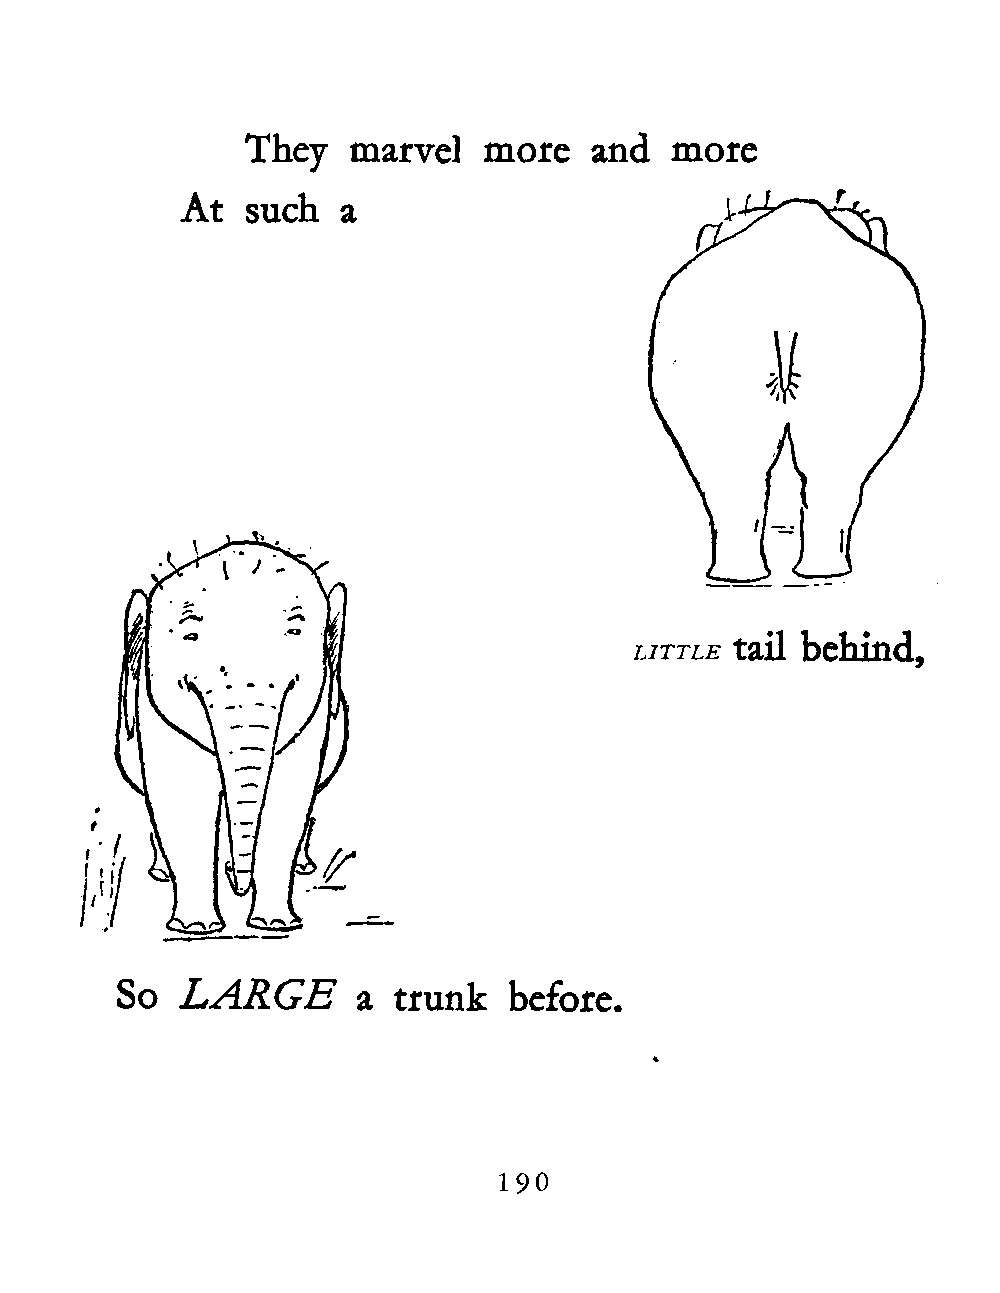 They marvel more and more
At such a
LITTLE tail behind,
So LARGE a trunk before.
190